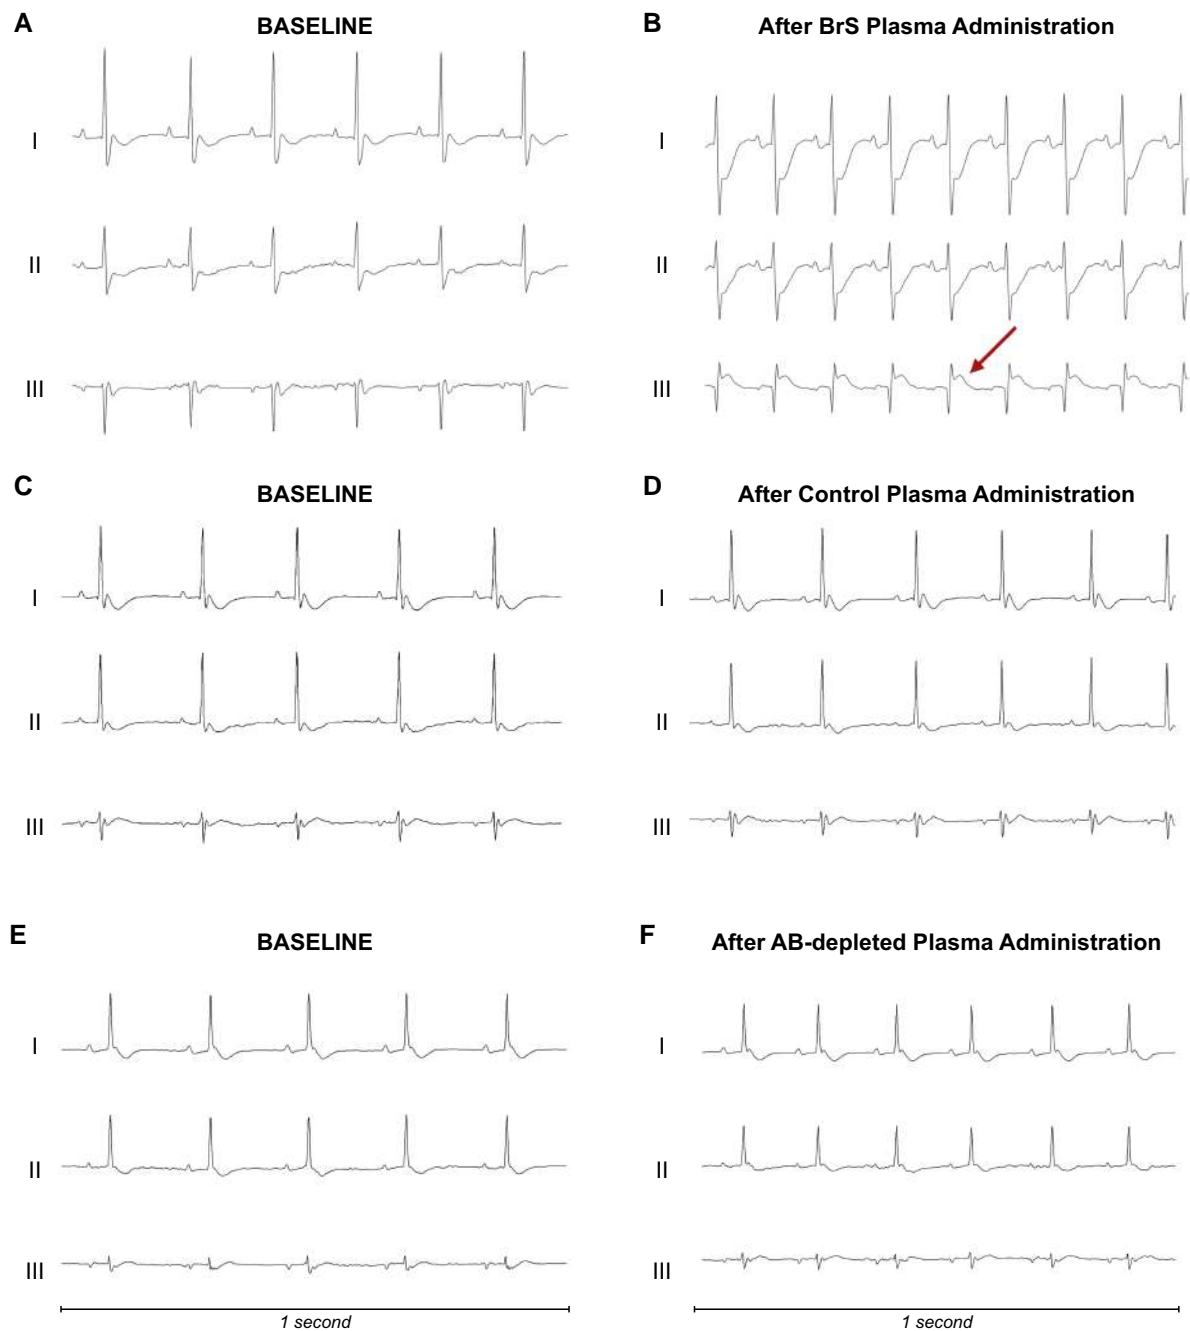 A
BASELINE
I
II
III
B
After BrS Plasma Administration
I
II
III
C
BASELINE
I
II
III
D
After Control Plasma Administration
I
II
III
E
BASELINE
I
II
III
1 second
F
After AB-depleted Plasma Administration
I
II
III
1 second